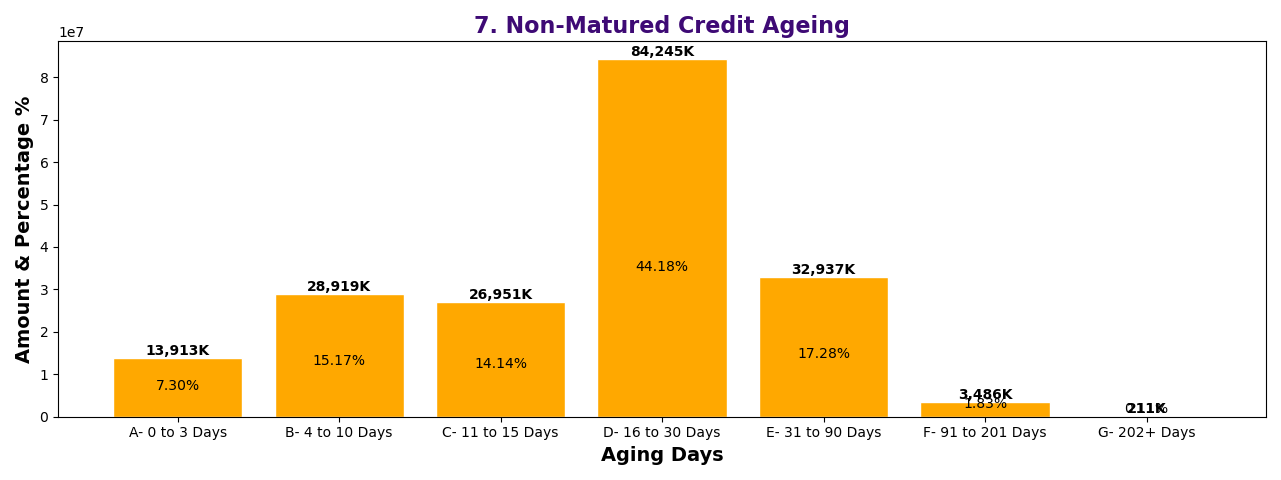 7. Non-Matured Credit Ageing
1e7
Amount & Percentage %
8
7
6
5
4
3
2
1
0
13,913K
7.30%
28,919K
15.17%
26,951K
14.14%
84,245K
44.18%
32,937K
17.28%
3,486K
1.83%
211K
A- 0 to 3 Days
B- 4 to 10 Days
C- 11 to 15 Days
D- 16 to 30 Days
E- 31 to 90 Days
F- 91 to 201 Days
G- 202+ Days
Aging Days